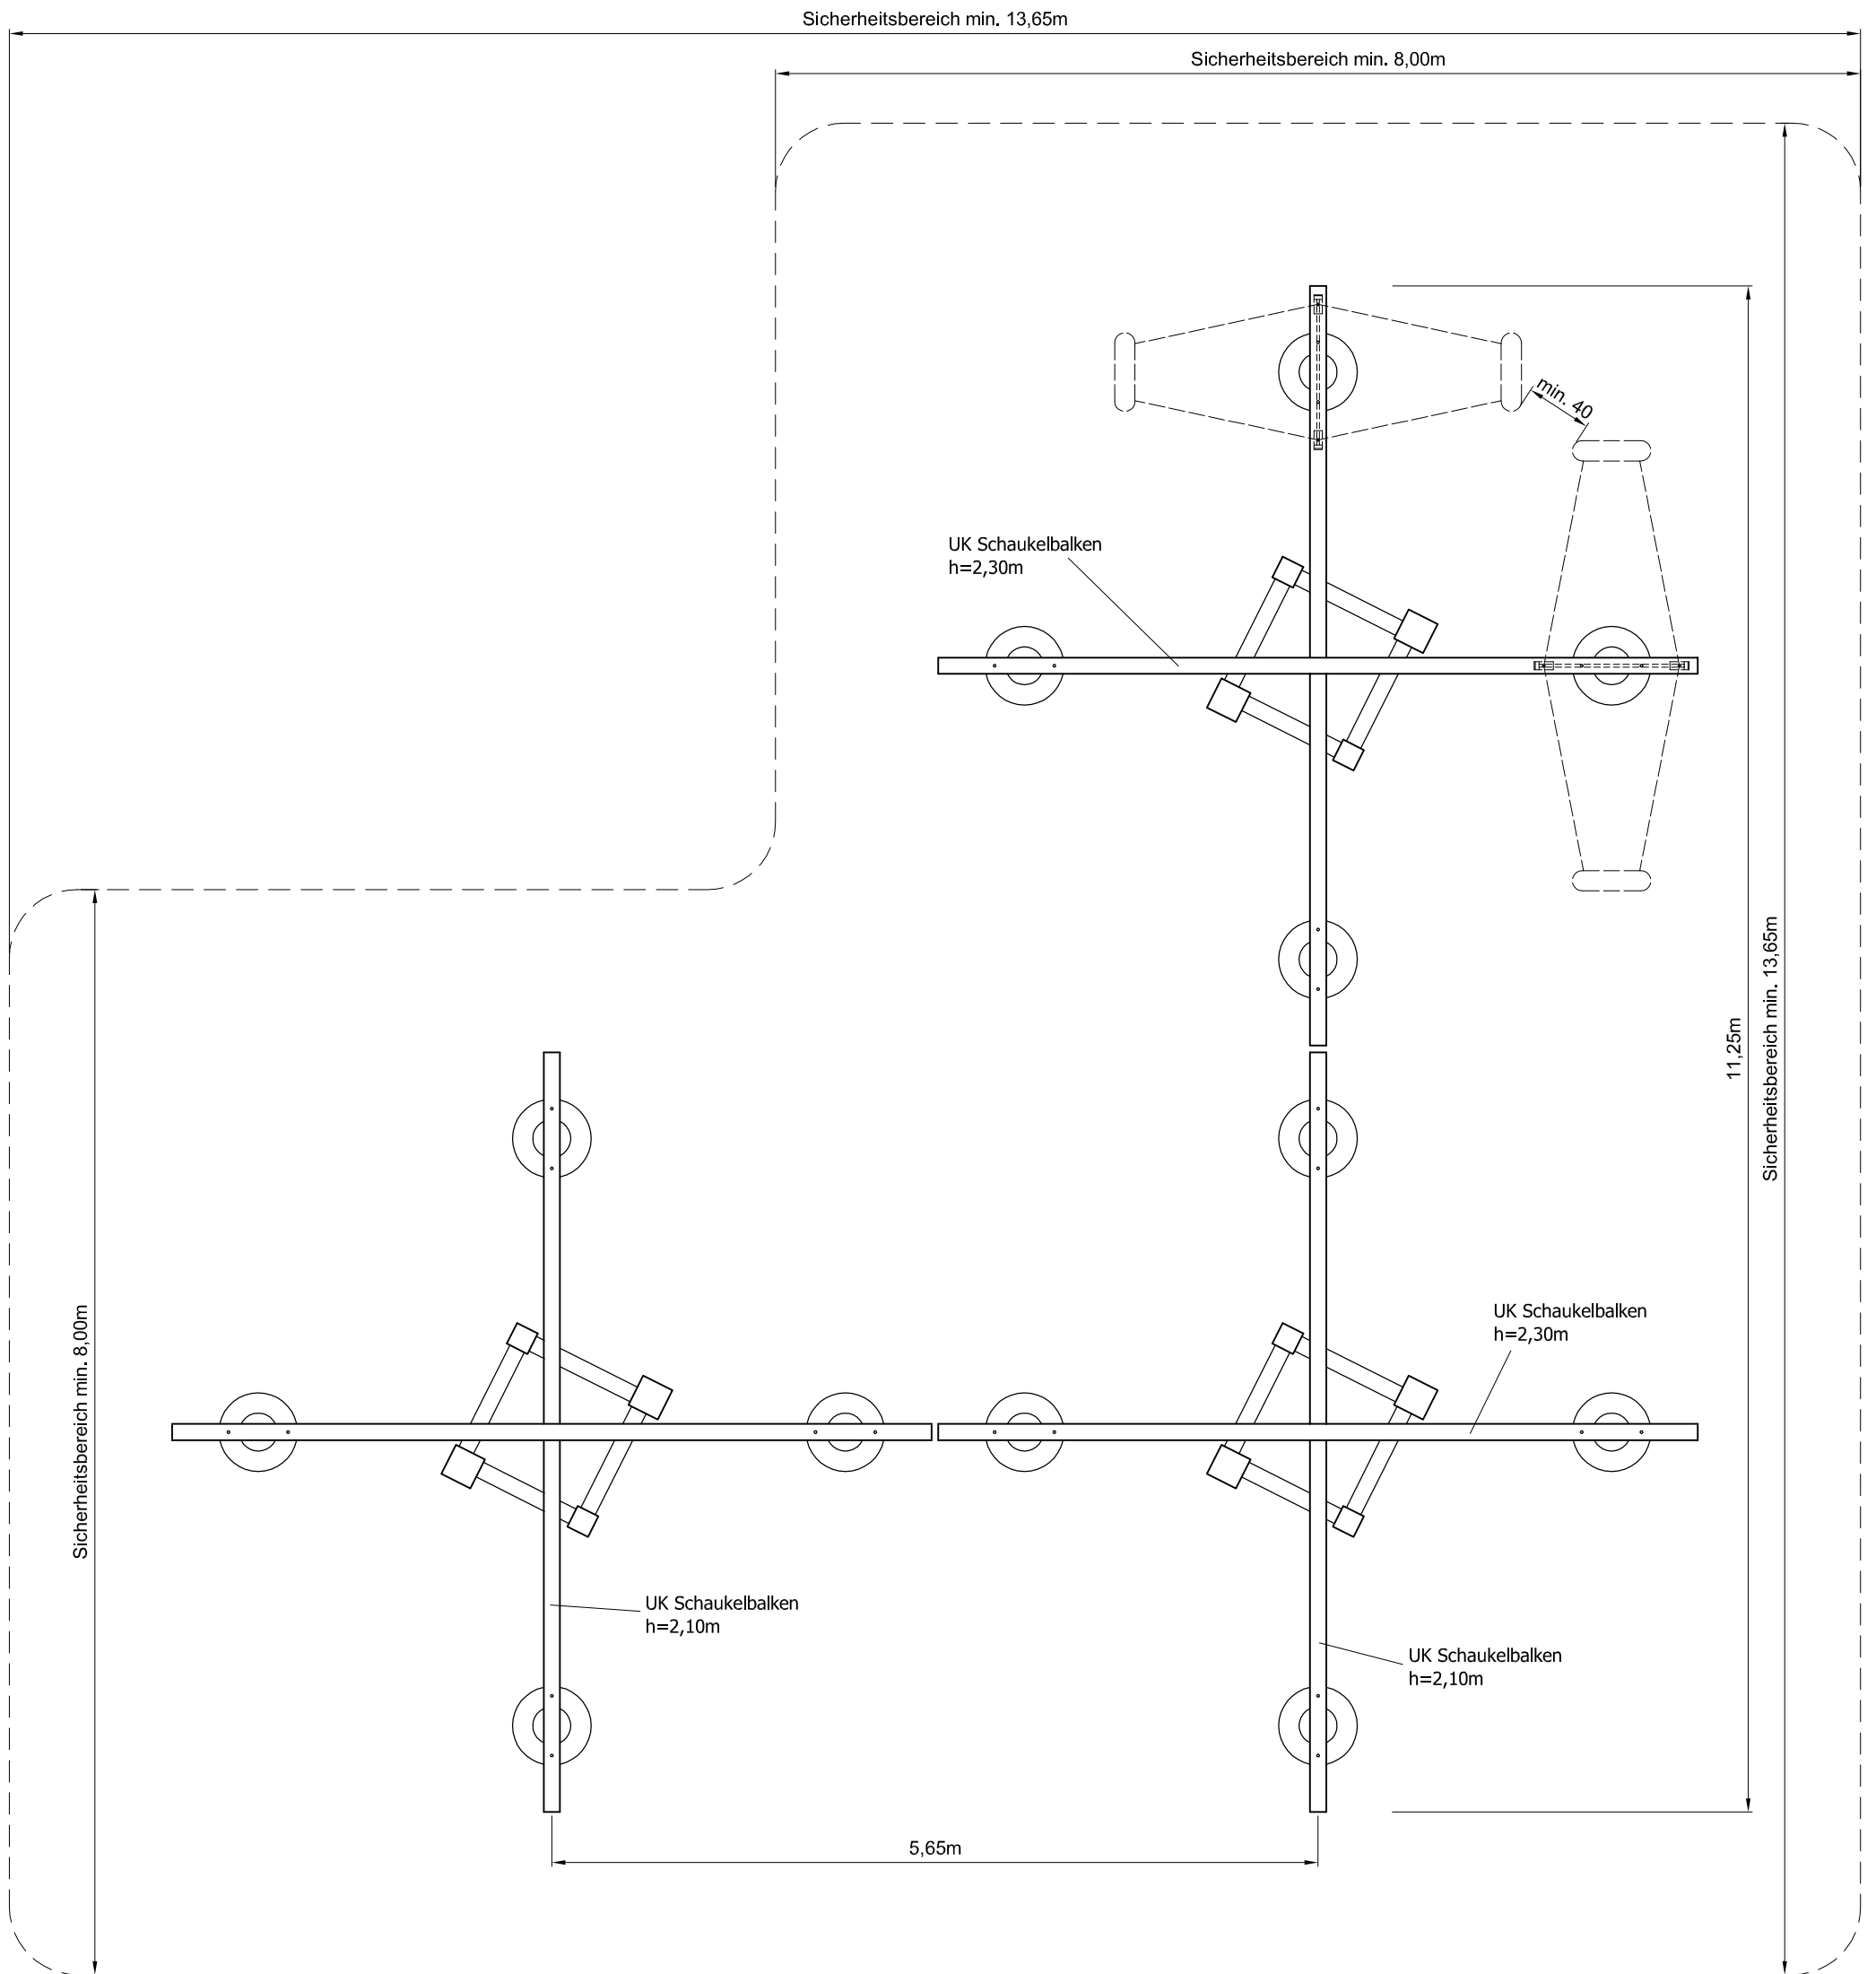 Sicherheitsbereich min. 13,65m
Sicherheitsbereich min. 8,00m
min. 40
UK Schaukelbalken
h=2,30m
Sicherheitsbereich min. 13,65m
11,25m
Sicherheitsbereich min. 8,00m
UK Schaukelbalken
h=2,30m
UK Schaukelbalken
h=2,10m
UK Schaukelbalken
h=2,10m
5,65m